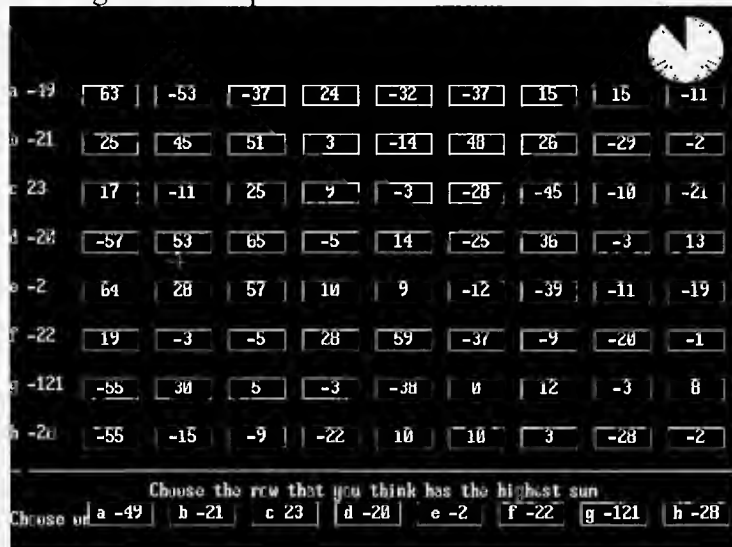 a -49 63 -53 -37 24 -32 -37 15 15 -11
b -21 25 45 51 3 -14 48 26 -29 -2
c 23 17 -11 25 9 -3 -28 -45 -10 -21
d -20 -57 53 65 -5 14 -25 36 -3 13
e -2 64 28 57 10 9 -12 -39 -11 -19
f -22 19 -3 -5 28 59 -37 -9 -20 -1
g -121 -55 30 5 -3 -38 0 12 -3 8
h -28 -55 -15 -9 -22 10 10 3 -28 -2
Choose the row that you think has the highest sum
Choose a -49 b -21 c 23 d -20 e -2 f -22 g -121 h -28